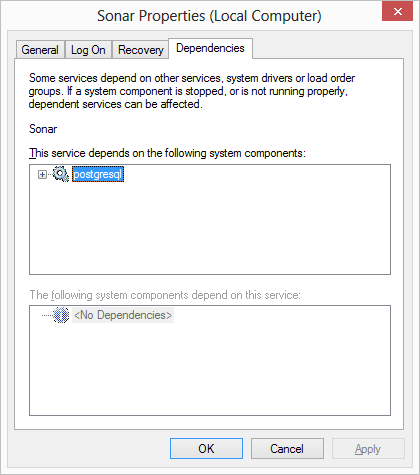 Sonar Properties (Local Computer)
General Log On Recovery Dependencies
Some services depend on other services, system drivers or load order
groups. If a system component is stopped, or is not running properly,
dependent services can be affected.
Sonar
This service depends on the following system components:
postgresql
The following system components depend on this service:
<No Dependencies>
OK Cancel Apply